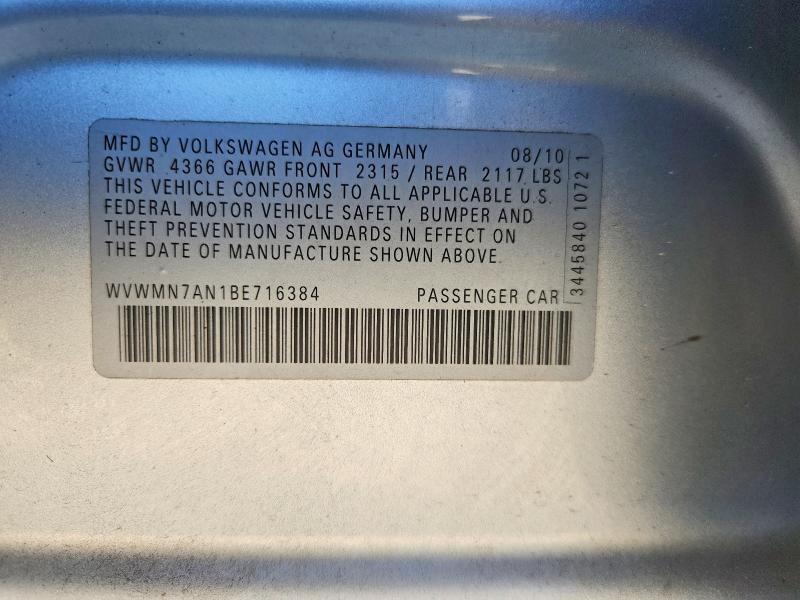 MFD BY VOLKSWAGEN AG GERMANY 08/10
GVWR 4366 GAWR FRONT 2315 / REAR 2117 LBS
THIS VEHICLE CONFORMS TO ALL APPLICABLE U.S.
FEDERAL MOTOR VEHICLE SAFETY, BUMPER AND
THEFT PREVENTION STANDARDS IN EFFECT ON
THE DATE OF MANUFACTURE SHOWN ABOVE.
WVWMN7AN1BE716384 PASSENGER CAR
3445840 1072 1